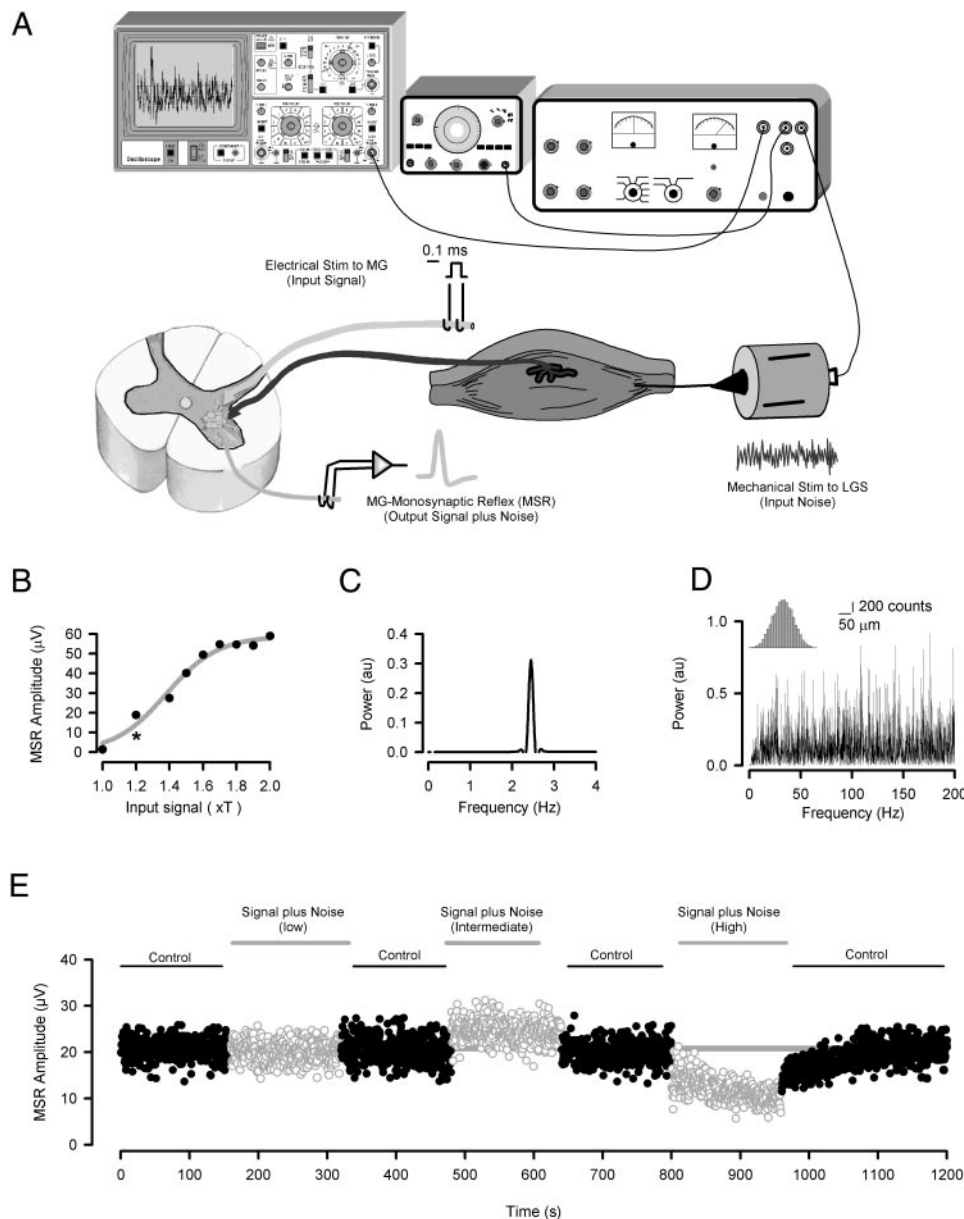 A
Oscilloscope
0.1 ms
Electrical Stim to MG
(Input Signal)
MG-Monosynaptic Reflex (MSR)
(Output Signal plus Noise)
Mechanical Stim to LGS
(Input Noise)
B
MSR Amplitude (µV)
60
50
40
30
20
10
0
*
1.0 1.2 1.4 1.6 1.8 2.0
Input signal ( xT )
C
Power (au)
0.4
0.3
0.2
0.1
0.0
0 1 2 3 4
Frequency (Hz)
D
200 counts
50 µm
Power (au)
1.0
0.5
0.0
0 50 100 150 200
Frequency (Hz)
E
Signal plus Noise
(low)
Signal plus Noise
(Intermediate)
Signal plus Noise
(High)
Control
Control
Control
Control
MSR Amplitude (µV)
40
30
20
10
0
0 100 200 300 400 500 600 700 800 900 1000 1100 1200
Time (s)